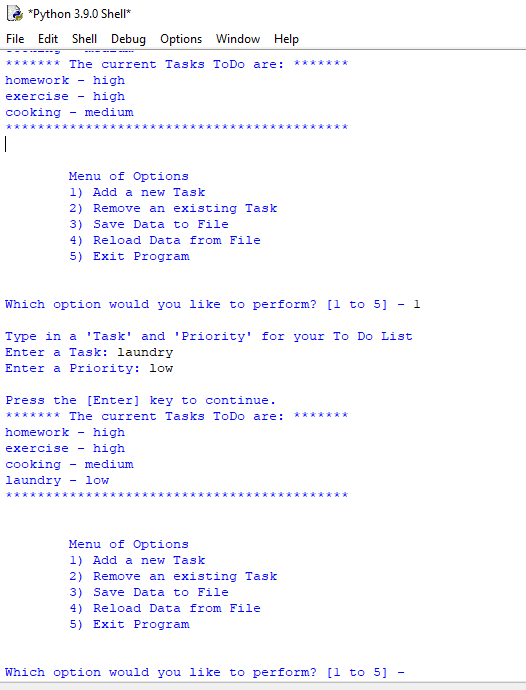 *Python 3.9.0 Shell*
File Edit Shell Debug Options Window Help
cooking - medium
******* The current Tasks ToDo are: *******
homework - high
exercise - high
cooking - medium
*******************************************
Menu of Options
1) Add a new Task
2) Remove an existing Task
3) Save Data to File
4) Reload Data from File
5) Exit Program
Which option would you like to perform? [1 to 5] - 1
Type in a 'Task' and 'Priority' for your To Do List
Enter a Task: laundry
Enter a Priority: low
Press the [Enter] key to continue.
******* The current Tasks ToDo are: *******
homework - high
exercise - high
cooking - medium
laundry - low
*******************************************
Menu of Options
1) Add a new Task
2) Remove an existing Task
3) Save Data to File
4) Reload Data from File
5) Exit Program
Which option would you like to perform? [1 to 5] -